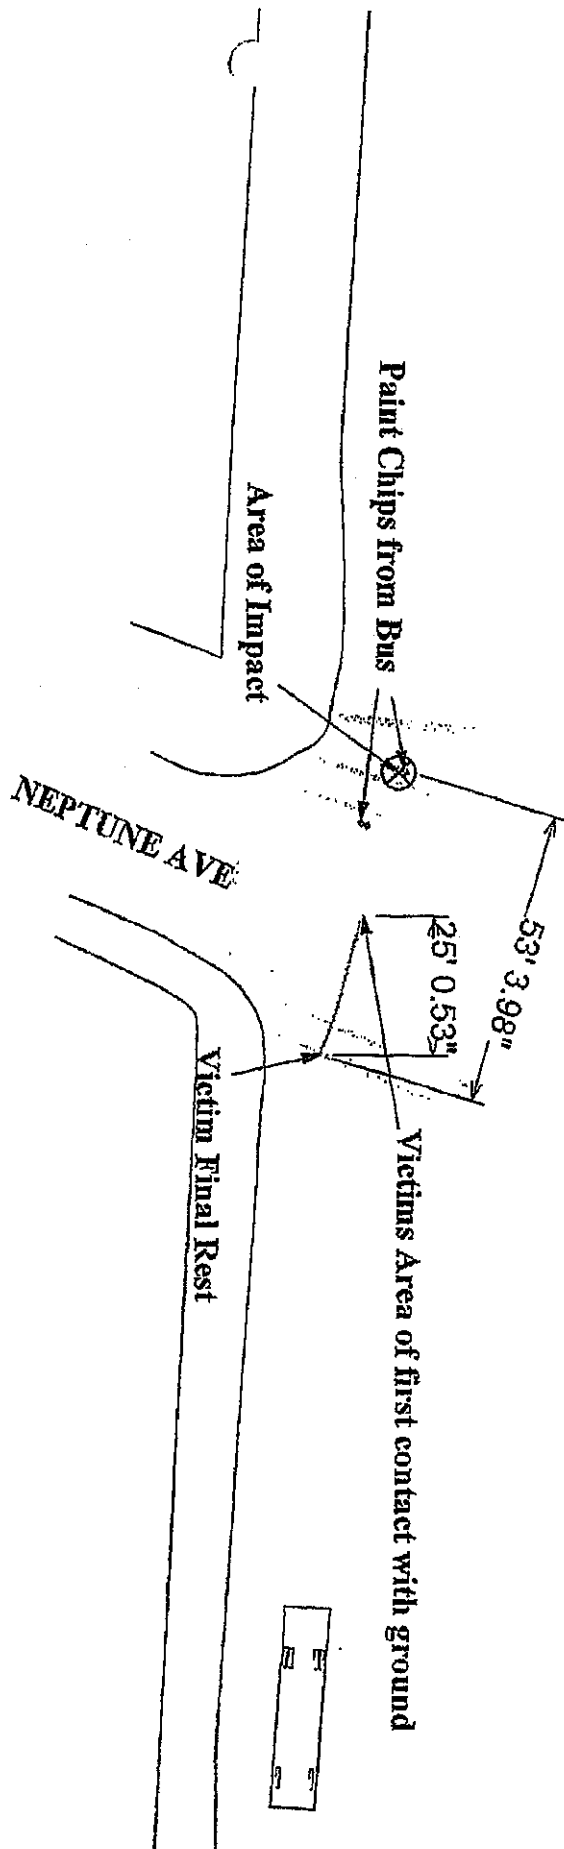 Paint Chips from Bus
Area of Impact
NEPTUNE AVE
53' 3.98"
25' 0.53"
Victims Area of first contact with ground
Victim Final Rest